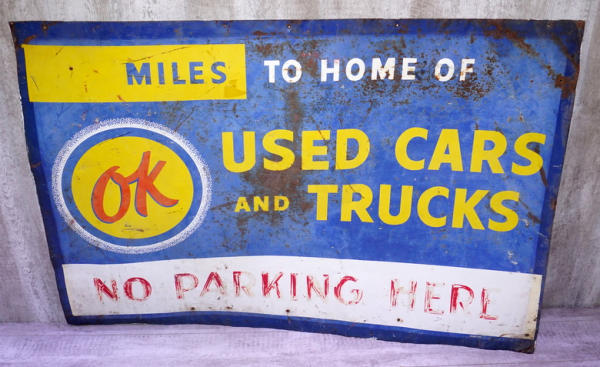 MILES TO HOME OF
OK
USED CARS
AND TRUCKS
NO PARKING HERE